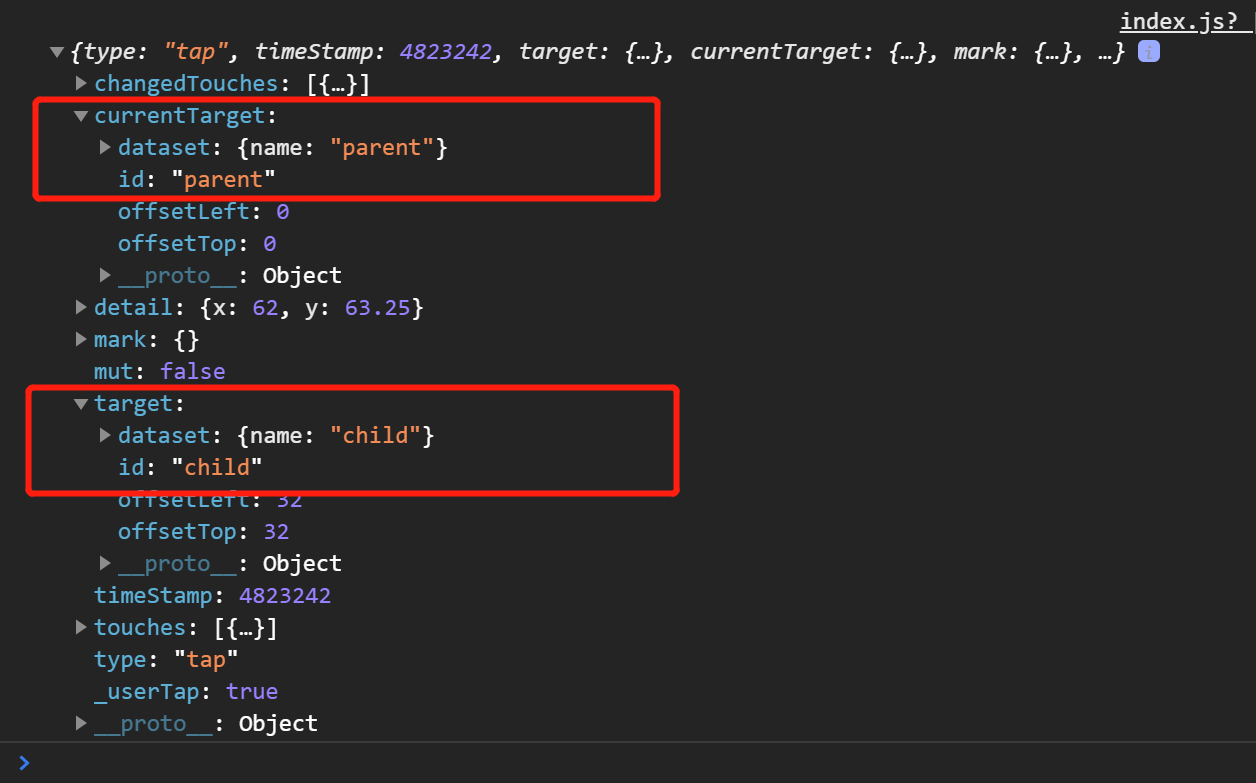 index.js?
{type: "tap", timeStamp: 4823242, target: {…}, currentTarget: {…}, mark: {…}, …} i
changedTouches: [{…}]
currentTarget:
dataset: {name: "parent"}
id: "parent"
offsetLeft: 0
offsetTop: 0
__proto__: Object
detail: {x: 62, y: 63.25}
mark: {}
mut: false
target:
dataset: {name: "child"}
id: "child"
offsetLeft: 32
offsetTop: 32
__proto__: Object
timeStamp: 4823242
touches: [{…}]
type: "tap"
_userTap: true
__proto__: Object